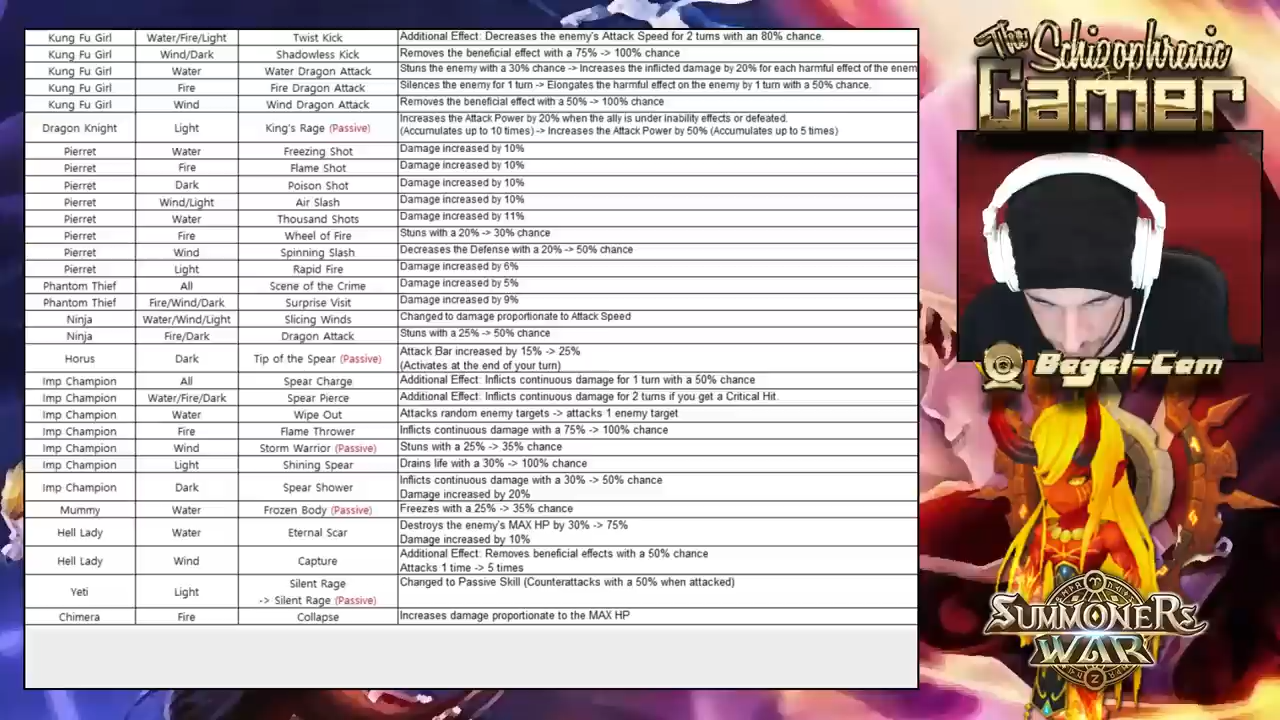 Kung Fu Girl Water/Fire/Light Twist Kick Additional Effect: Decreases the enemy's Attack Speed for 2 turns with an 80% chance.
Kung Fu Girl Wind/Dark Shadowless Kick Removes the beneficial effect with a 75% -> 100% chance
Kung Fu Girl Water Water Dragon Attack Stuns the enemy with a 30% chance -> Increases the inflicted damage by 20% for each harmful effect of the enem
Kung Fu Girl Fire Fire Dragon Attack Silences the enemy for 1 turn -> Elongates the harmful effect on the enemy by 1 turn with a 50% chance.
Kung Fu Girl Wind Wind Dragon Attack Removes the beneficial effect with a 50% -> 100% chance
Dragon Knight Light King's Rage (Passive) Increases the Attack Power by 20% when the ally is under inability effects or defeated.
(Accumulates up to 10 times) -> Increases the Attack Power by 50% (Accumulates up to 5 times)
Pierret Water Freezing Shot Damage increased by 10%
Pierret Fire Flame Shot Damage increased by 10%
Pierret Dark Poison Shot Damage increased by 10%
Pierret Wind/Light Air Slash Damage increased by 10%
Pierret Water Thousand Shots Damage increased by 11%
Pierret Fire Wheel of Fire Stuns with a 20% -> 30% chance
Pierret Wind Spinning Slash Decreases the Defense with a 20% -> 50% chance
Pierret Light Rapid Fire Damage increased by 6%
Phantom Thief All Scene of the Crime Damage increased by 5%
Phantom Thief Fire/Wind/Dark Surprise Visit Damage increased by 9%
Ninja Water/Wind/Light Slicing Winds Changed to damage proportionate to Attack Speed
Ninja Fire/Dark Dragon Attack Stuns with a 25% -> 50% chance
Horus Dark Tip of the Spear (Passive) Attack Bar increased by 15% -> 25%
(Activates at the end of your turn)
Imp Champion All Spear Charge Additional Effect: Inflicts continuous damage for 1 turn with a 50% chance
Imp Champion Water/Fire/Dark Spear Pierce Additional Effect: Inflicts continuous damage for 2 turns if you get a Critical Hit.
Imp Champion Water Wipe Out Attacks random enemy targets -> attacks 1 enemy target
Imp Champion Fire Flame Thrower Inflicts continuous damage with a 75% -> 100% chance
Imp Champion Wind Storm Warrior (Passive) Stuns with a 25% -> 35% chance
Imp Champion Light Shining Spear Drains life with a 30% -> 100% chance
Imp Champion Dark Spear Shower Inflicts continuous damage with a 30% -> 50% chance
Damage increased by 20%
Mummy Water Frozen Body (Passive) Freezes with a 25% -> 35% chance
Hell Lady Water Eternal Scar Destroys the enemy's MAX HP by 30% -> 75%
Damage increased by 10%
Hell Lady Wind Capture Additional Effect: Removes beneficial effects with a 50% chance
Attacks 1 time -> 5 times
Yeti Light Silent Rage
-> Silent Rage (Passive) Changed to Passive Skill (Counterattacks with a 50% when attacked)
Chimera Fire Collapse Increases damage proportionate to the MAX HP
The Schizophrenic
Gamer
Bagel-Cam
SUMMONERS
WAR